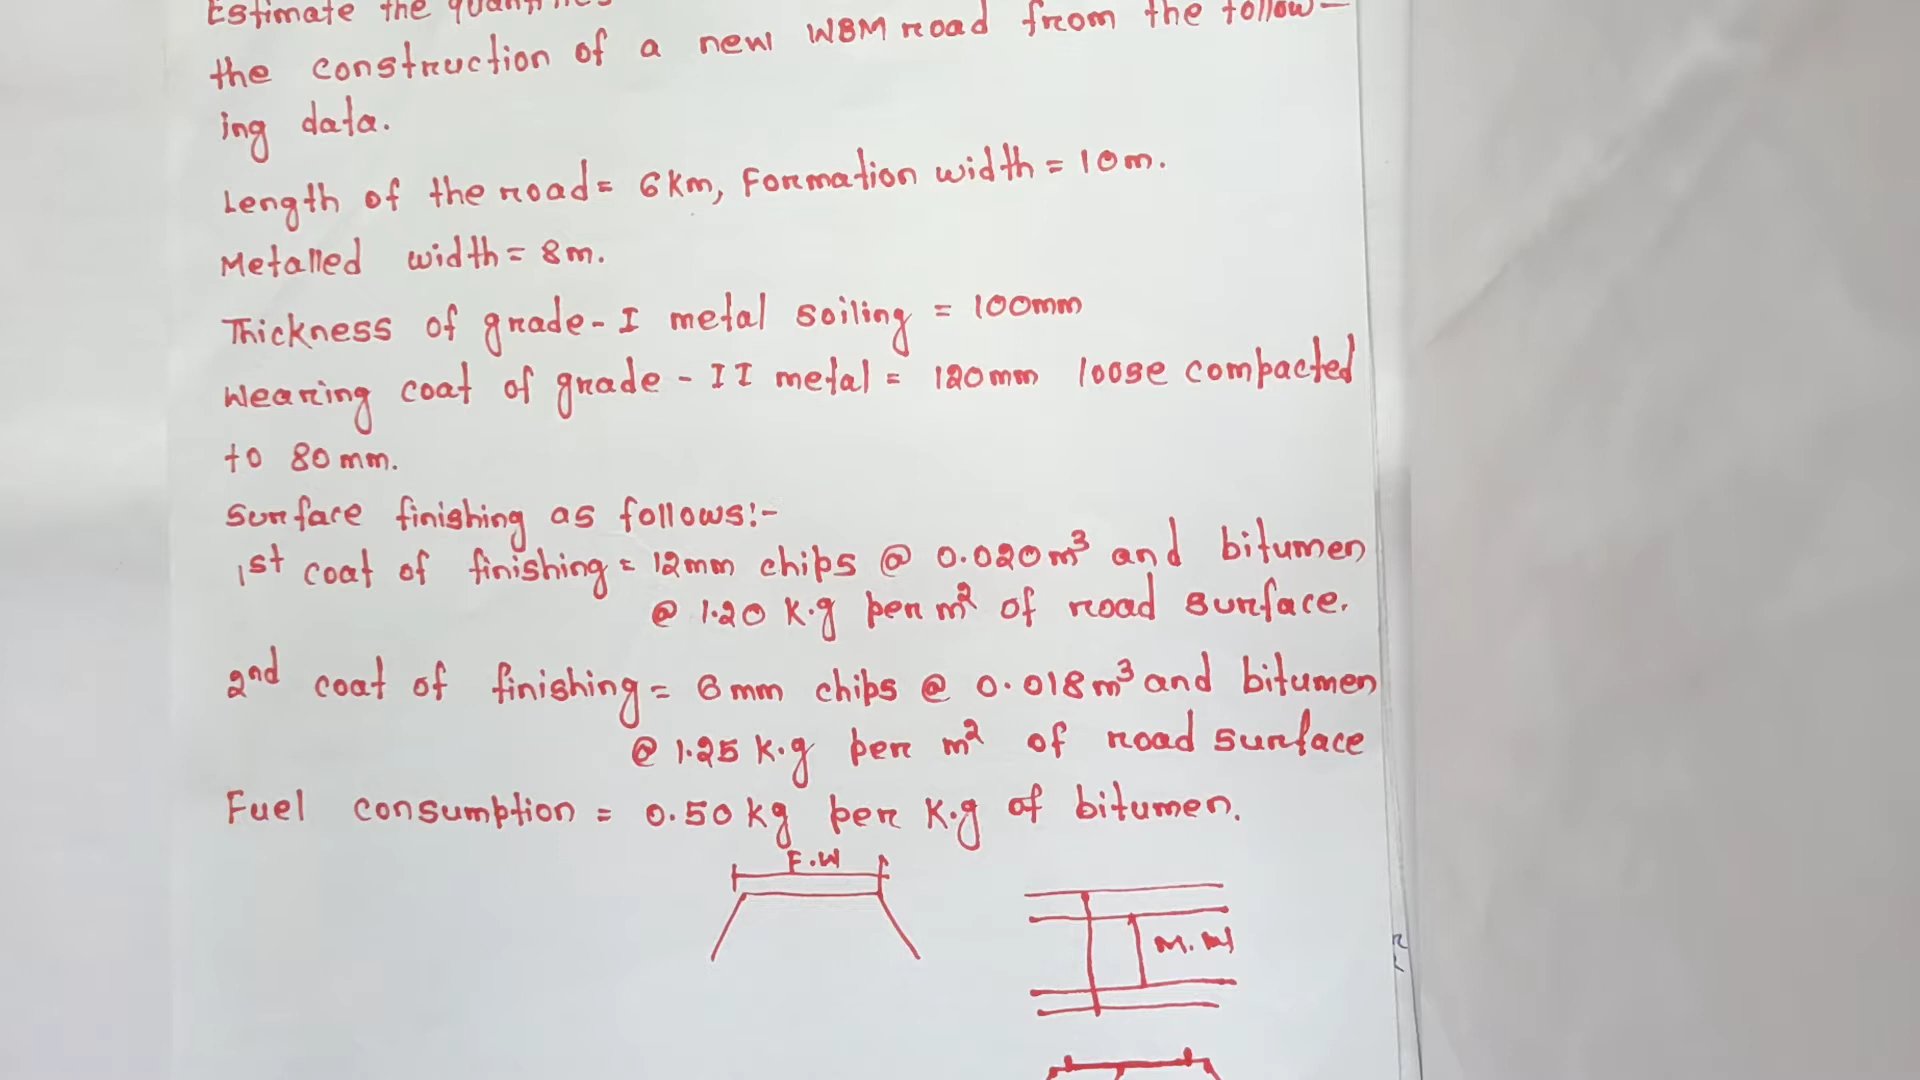 Estimate the
the construction of a new WBM road from the follow-
ing data.
Length of the road = 6km, Formation width = 10m.
Metalled width = 8m.
Thickness of grade-I metal soiling = 100mm
Wearing coat of grade-II metal = 120mm loose compacted
to 80mm.
Surface finishing as follows:-
1st coat of finishing = 12mm chips @ 0.020m³ and bitumen
@ 1.20 K.g per m² of road surface.
2nd coat of finishing = 6mm chips @ 0.018m³ and bitumen
@ 1.25 K.g per m² of road surface
Fuel consumption = 0.50kg per K.g of bitumen.
F.W
M.W